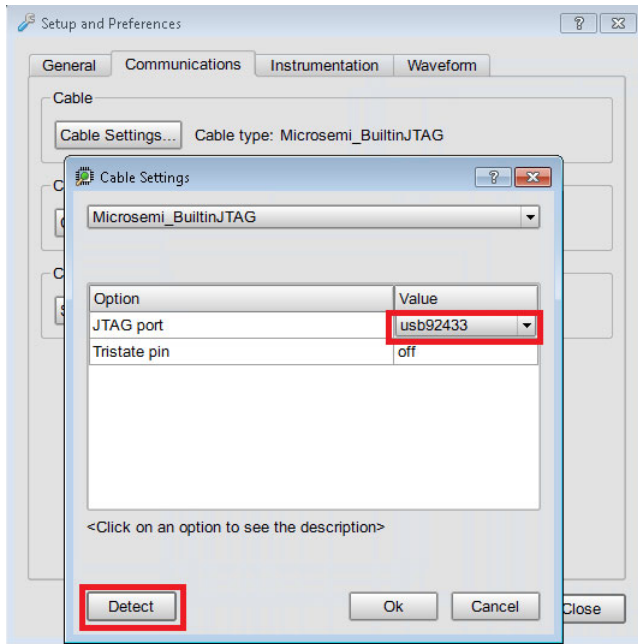 Setup and Preferences
General Communications Instrumentation Waveform
Cable
Cable Settings... Cable type: Microsemi_BuiltinJTAG
C
Cable Settings
Microsemi_BuiltinJTAG
C
Option Value
JTAG port usb92433
Tristate pin off
<Click on an option to see the description>
Detect Ok Cancel Close